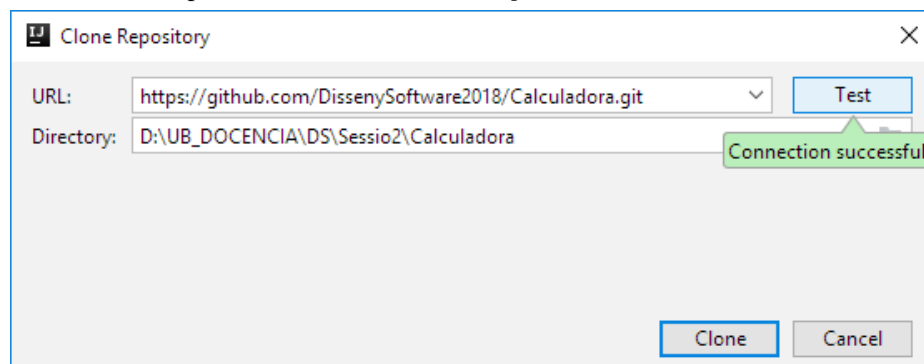 IJ Clone Repository
URL: https://github.com/DissenySoftware2018/Calculadora.git Test
Directory: D:\UB_DOCENCIA\DS\Sessio2\Calculadora
Connection successful
Clone Cancel